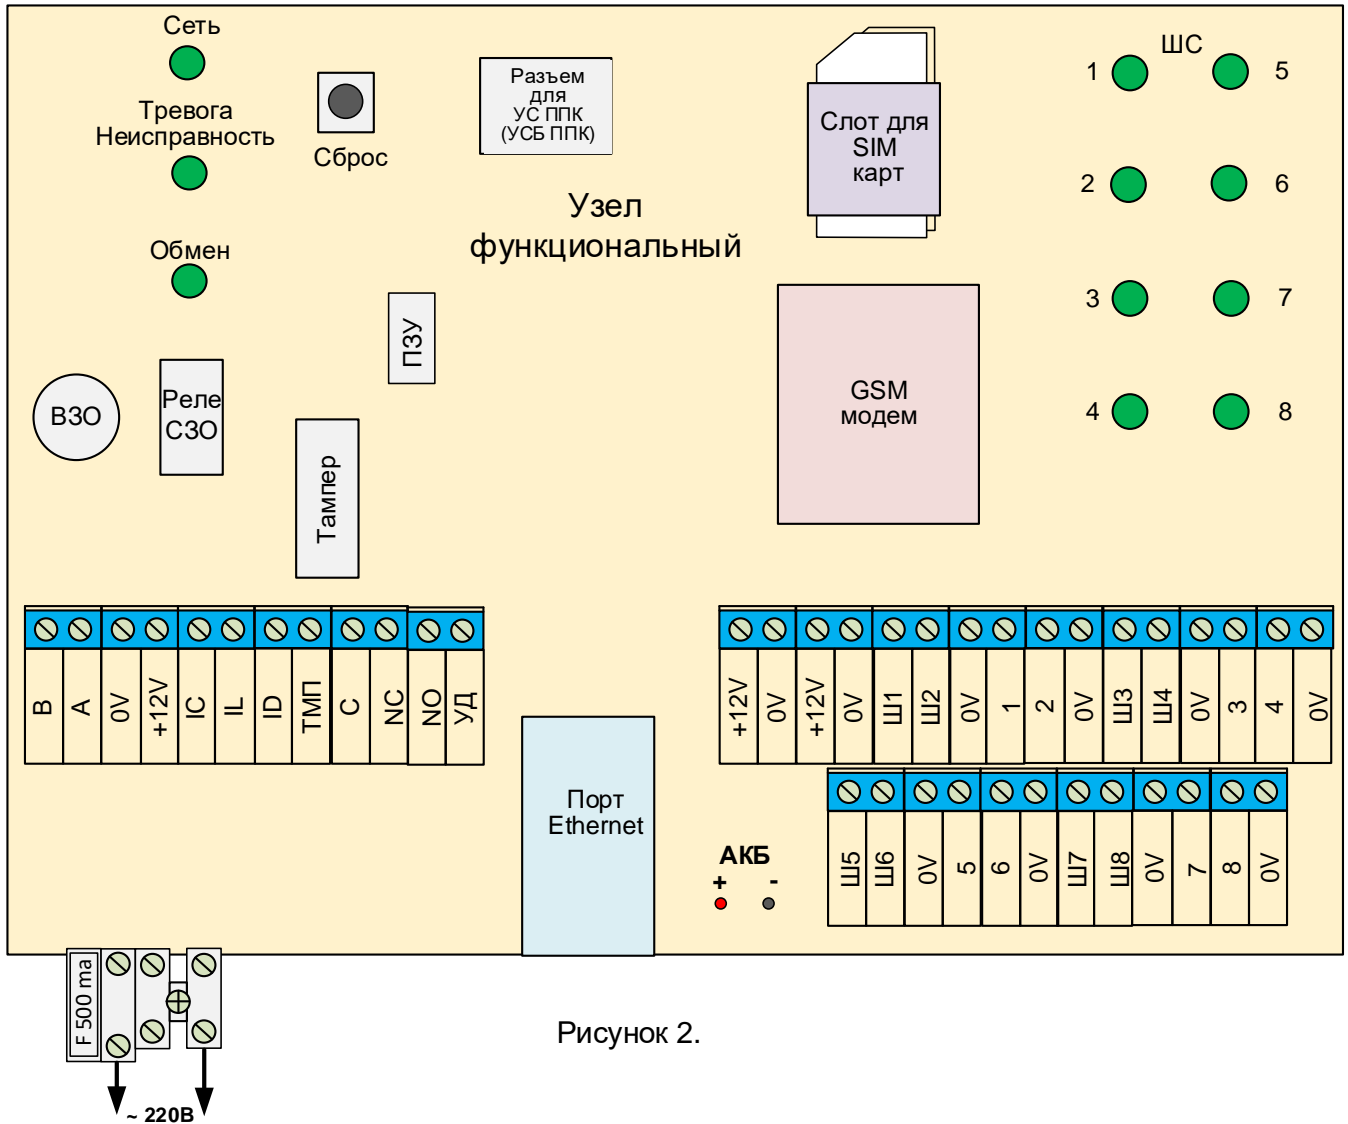 Сеть
Тревога
Неисправность
Сброс
Обмен
Разъем
для
УС ППК
(УСБ ППК)
Узел
функциональный
Слот для
SIM
карт
ШС
1
5
2
6
3
7
4
8
ПЗУ
ВЗО
Реле
СЗО
Тампер
GSM
модем
B
A
0V
+12V
IC
IL
ID
ТМП
C
NC
NO
УД
+12V
0V
+12V
0V
Ш1
Ш2
0V
1
2
0V
Ш3
Ш4
0V
3
4
0V
Порт
Ethernet
АКБ
+ -
Ш5
Ш6
0V
5
6
0V
Ш7
Ш8
0V
7
8
0V
F 500 ma
~ 220В
Рисунок 2.